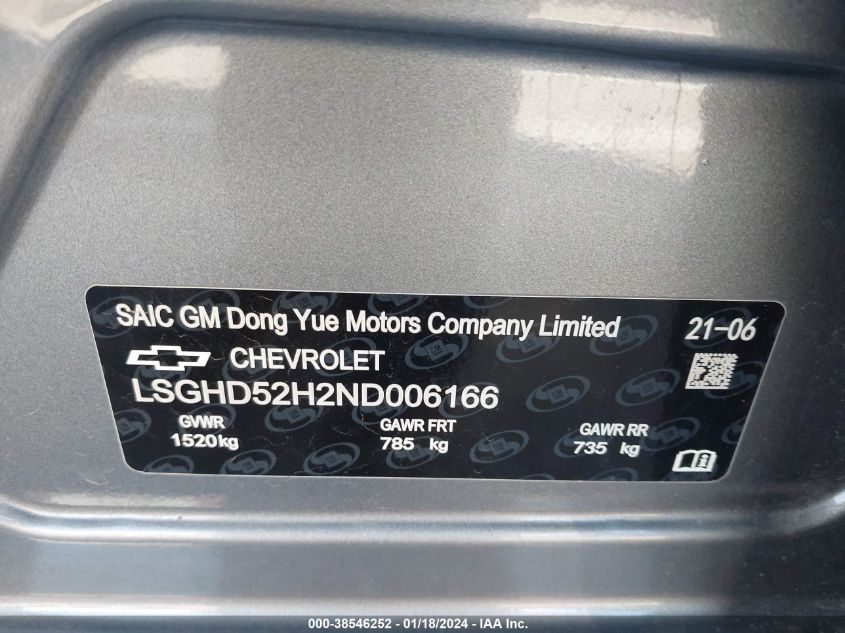 SAIC GM Dong Yue Motors Company Limited 21-06
CHEVROLET
LSGHD52H2ND006166
GVWR GAWR FRT GAWR RR
1520kg 785 kg 735 kg
000-38546252 - 01/18/2024 - IAA Inc.